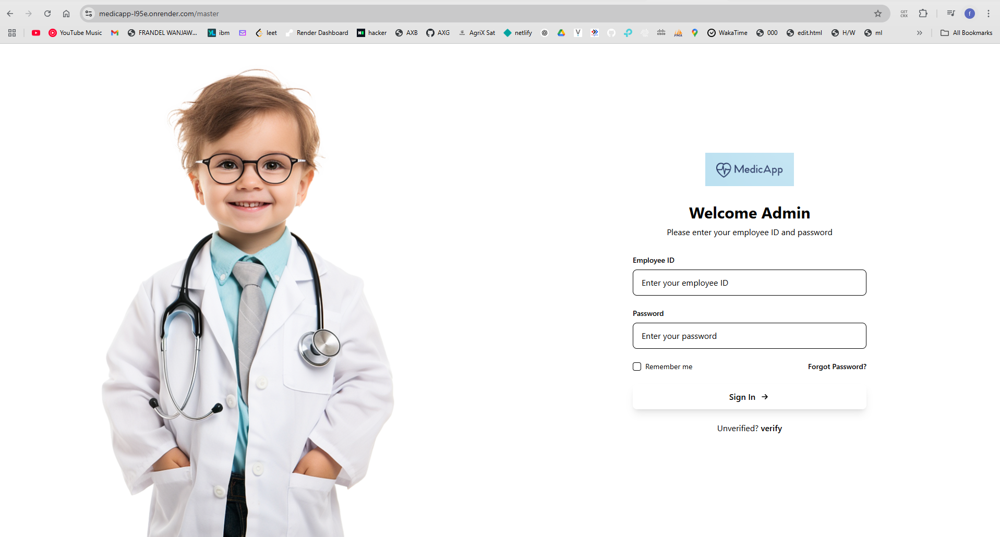 medicapp-l95e.onrender.com/master
GET
CRX
f
YouTube Music
FRANDEL WANJAW...
ibm
leet
Render Dashboard
hacker
AXB
AXG
AgriX Sat
netlify
WakaTime
000
edit.html
H/W
ml
All Bookmarks
MedicApp
Welcome Admin
Please enter your employee ID and password
Employee ID
Enter your employee ID
Password
Enter your password
Remember me
Forgot Password?
Sign In
Unverified? verify